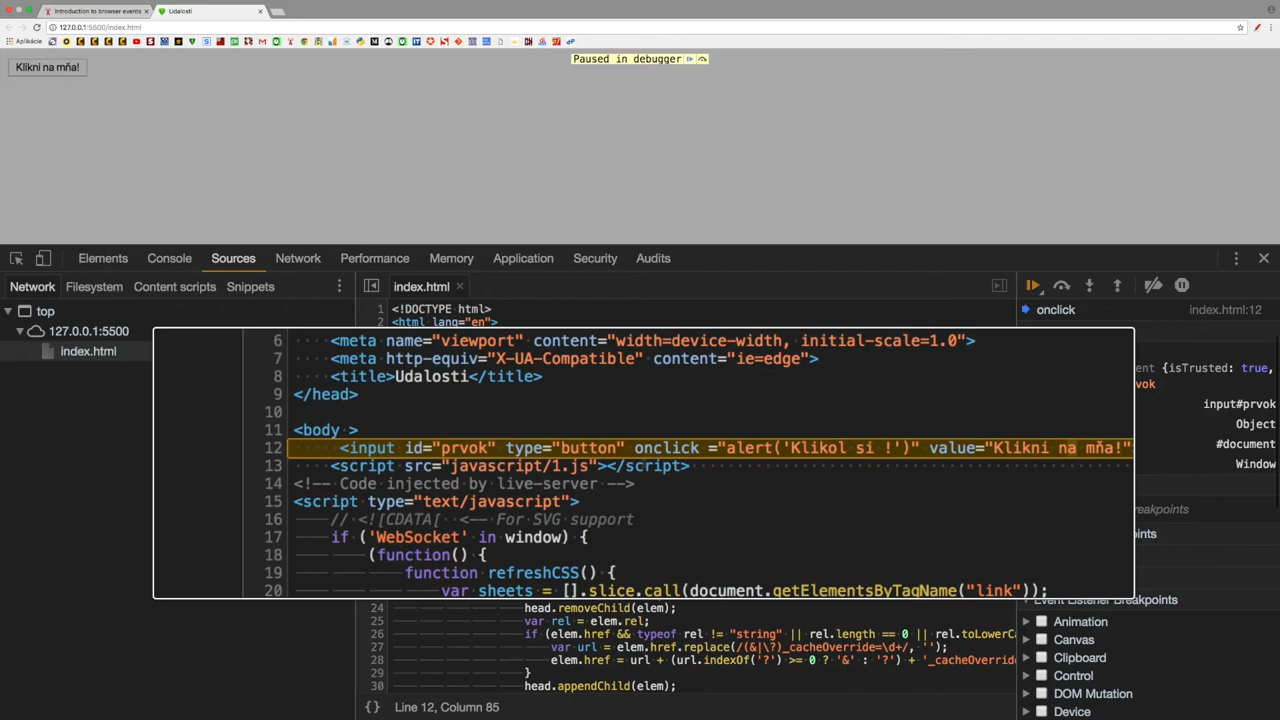 Introduction to browser events
Udalosti
127.0.0.1:5500/index.html
Aplikácie
Klikni na mňa!
Paused in debugger
Elements Console Sources Network Performance Memory Application Security Audits
Network Filesystem Content scripts Snippets
index.html
top
127.0.0.1:5500
index.html
1 <!DOCTYPE html>
2 <html lang="en">
6 <meta name="viewport" content="width=device-width, initial-scale=1.0">
7 <meta http-equiv="X-UA-Compatible" content="ie=edge">
8 <title>Udalosti</title>
9 </head>
10
11 <body >
12 <input id="prvok" type="button" onclick ="alert('Klikol si !')" value="Klikni na mňa!"
13 <script src="javascript/1.js"></script>
14 <!-- Code injected by live-server -->
15 <script type="text/javascript">
16 // <![CDATA[ <-- For SVG support
17 if ('WebSocket' in window) {
18 (function() {
19 function refreshCSS() {
20 var sheets = [].slice.call(document.getElementsByTagName("link"));
24 head.removeChild(elem);
25 var rel = elem.rel;
26 if (elem.href && typeof rel != "string" || rel.length == 0 || rel.toLowerCa
27 var url = elem.href.replace(/(&|\?)_cacheOverride=\d+/, '');
28 elem.href = url + (url.indexOf('?') >= 0 ? '&' : '?') + '_cacheOverride
29 }
30 head.appendChild(elem);
{} Line 12, Column 85
onclick index.html:12
ent {isTrusted: true,
vok
input#prvok
Object
#document
Window
reakpoints
nts
Event Listener Breakpoints
Animation
Canvas
Clipboard
Control
DOM Mutation
Device